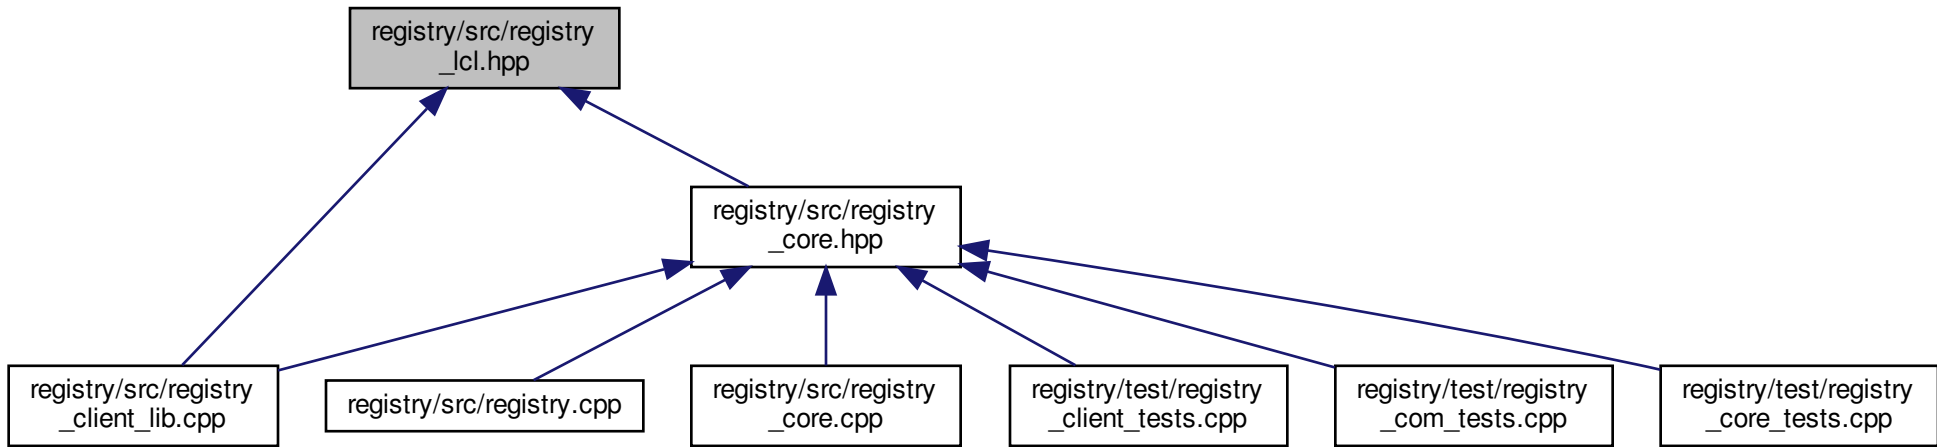 registry/src/registry
_lcl.hpp
registry/src/registry
_core.hpp
registry/src/registry
_client_lib.cpp
registry/src/registry.cpp
registry/src/registry
_core.cpp
registry/test/registry
_client_tests.cpp
registry/test/registry
_com_tests.cpp
registry/test/registry
_core_tests.cpp